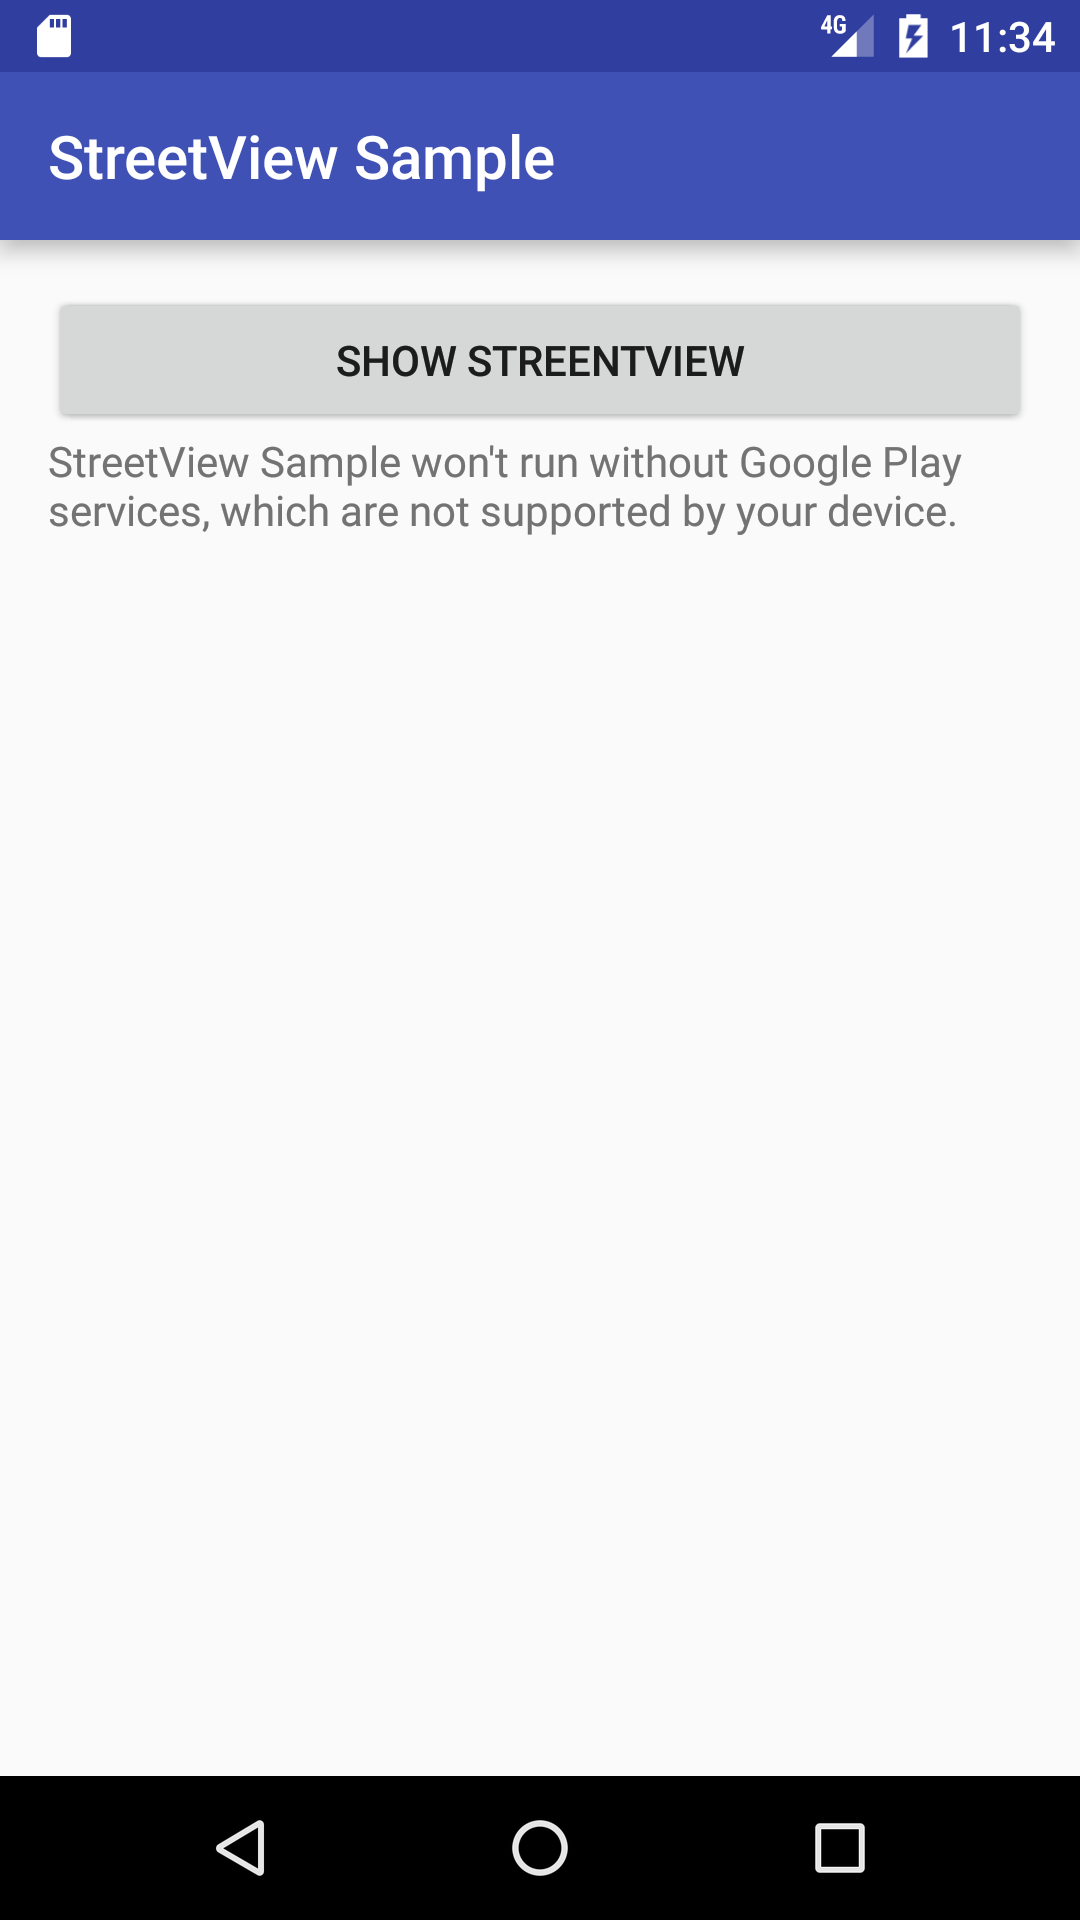 4G 11:34
StreetView Sample
SHOW STREENTVIEW
StreetView Sample won't run without Google Play
services, which are not supported by your device.